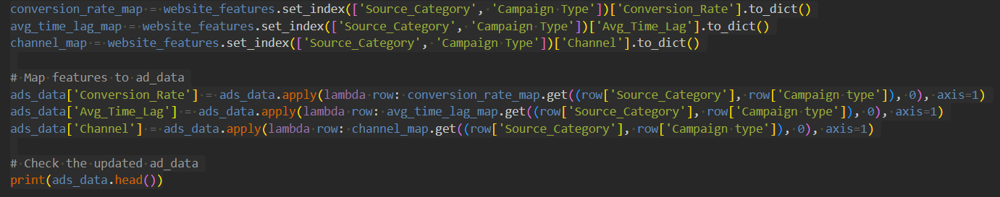 conversion_rate_map = website_features.set_index(['Source_Category', 'Campaign Type'])['Conversion_Rate'].to_dict()
avg_time_lag_map = website_features.set_index(['Source_Category', 'Campaign Type'])['Avg_Time_Lag'].to_dict()
channel_map = website_features.set_index(['Source_Category', 'Campaign Type'])['Channel'].to_dict()
# Map features to ad_data
ads_data['Conversion_Rate'] = ads_data.apply(lambda row: conversion_rate_map.get((row['Source_Category'], row['Campaign type']), 0), axis=1)
ads_data['Avg_Time_Lag'] = ads_data.apply(lambda row: avg_time_lag_map.get((row['Source_Category'], row['Campaign type']), 0), axis=1)
ads_data['Channel'] = ads_data.apply(lambda row: channel_map.get((row['Source_Category'], row['Campaign type']), 0), axis=1)
# Check the updated ad_data
print(ads_data.head())